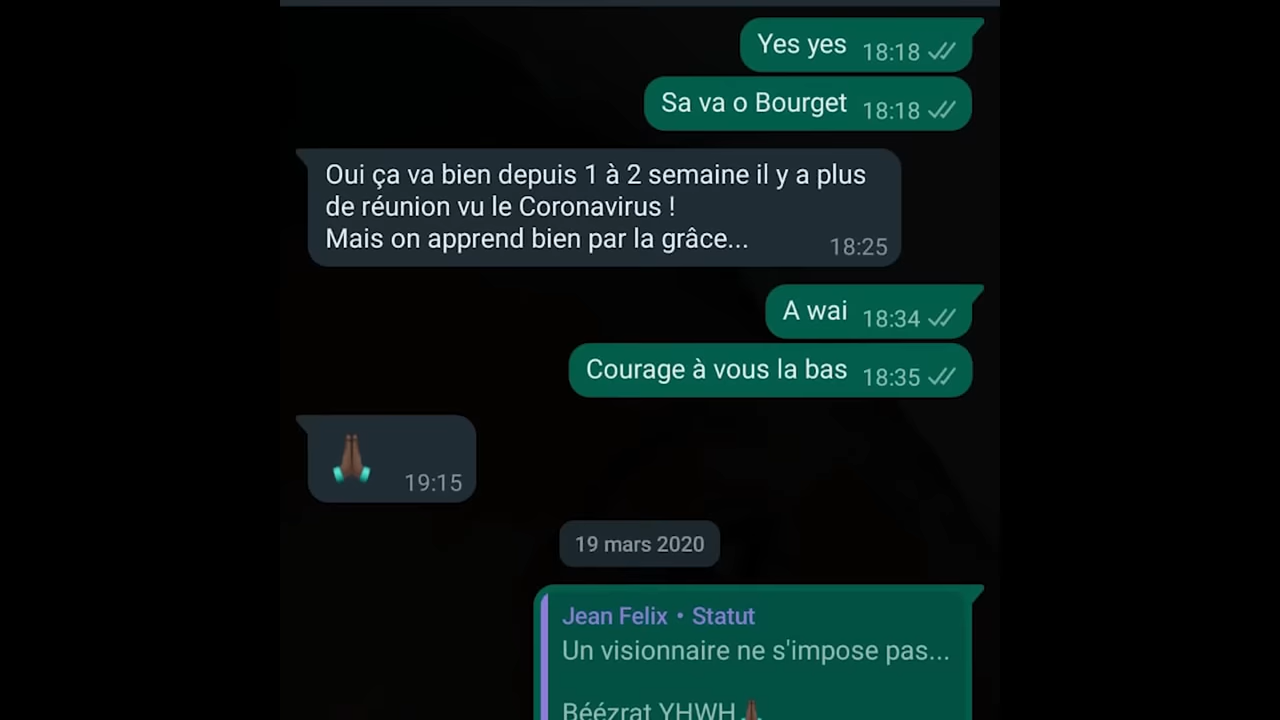 Yes yes 18:18
Sa va o Bourget 18:18
Oui ça va bien depuis 1 à 2 semaine il y a plus
de réunion vu le Coronavirus !
Mais on apprend bien par la grâce... 18:25
A wai 18:34
Courage à vous la bas 18:35
🙏🏾 19:15
19 mars 2020
Jean Felix • Statut
Un visionnaire ne s'impose pas...
Béézrat YHWH🙏🏾